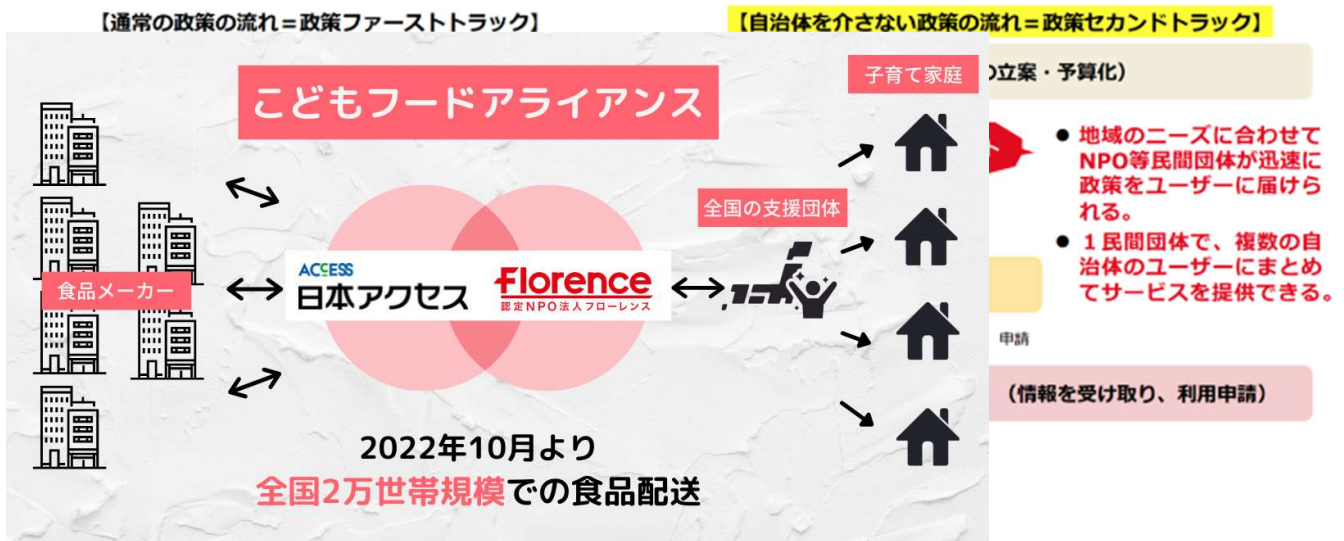 【通常の政策の流れ=政策ファーストトラック】
【自治体を介さない政策の流れ=政策セカンドトラック】
こどもフードアライアンス
子育て家庭
の立案・予算化）
● 地域のニーズに合わせて
NPO等民間団体が迅速に
政策をユーザーに届けら
れる。
● １民間団体で、複数の自
治体のユーザーにまとめ
てサービスを提供できる。
全国の支援団体
食品メーカー
ACCESS
日本アクセス
Florence
認定NPO法人フローレンス
申請
（情報を受け取り、利用申請）
2022年10月より
全国2万世帯規模での食品配送